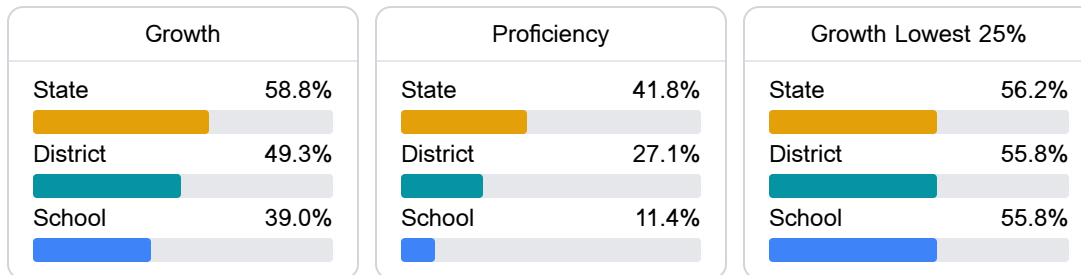 Growth
State 58.8%
District 49.3%
School 39.0%
Proficiency
State 41.8%
District 27.1%
School 11.4%
Growth Lowest 25%
State 56.2%
District 55.8%
School 55.8%